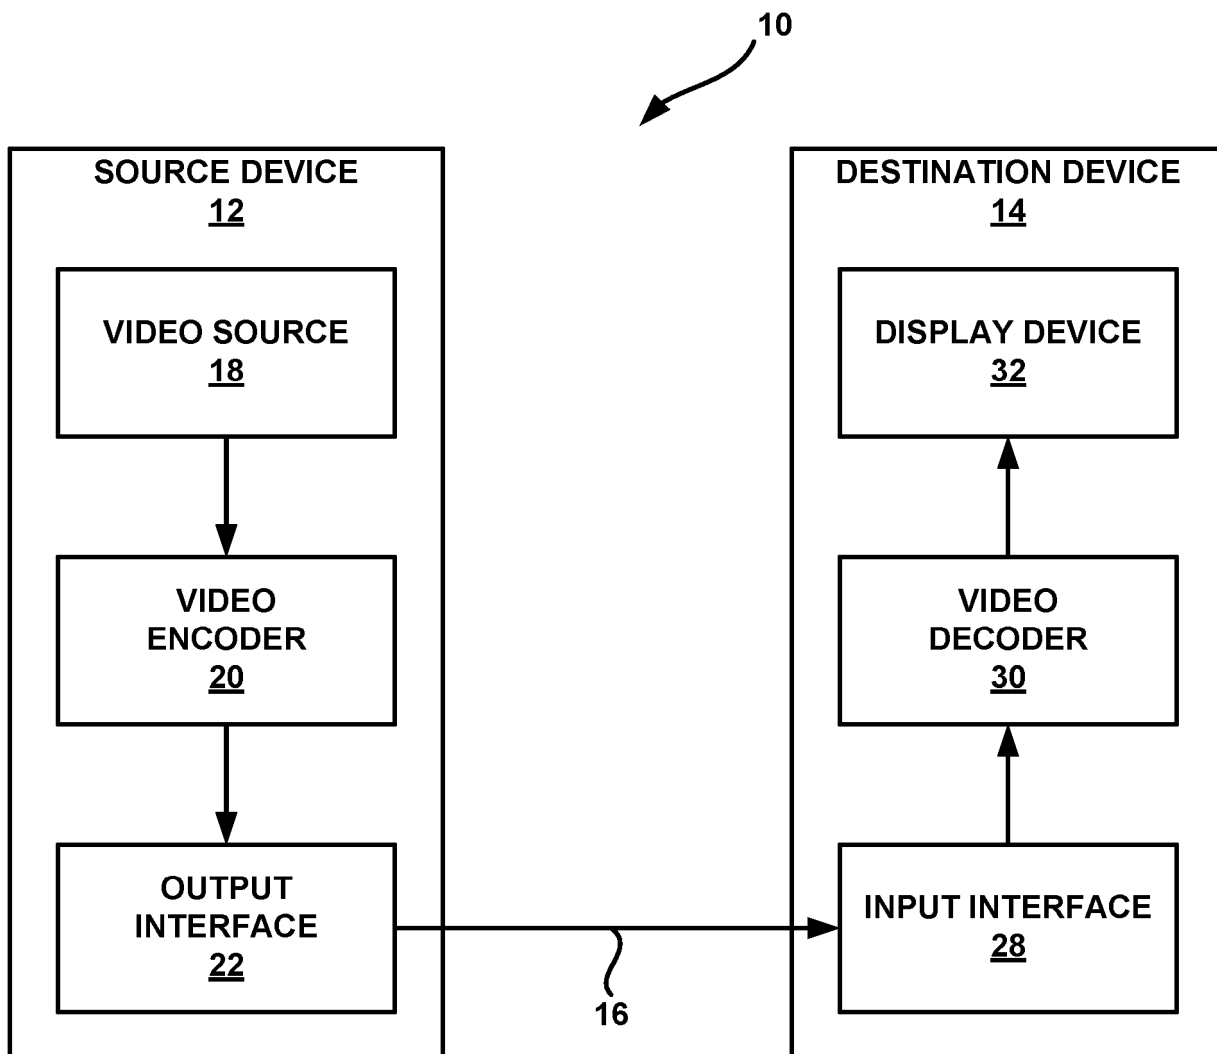 10
SOURCE DEVICE
12
VIDEO SOURCE
18
VIDEO
ENCODER
20
OUTPUT
INTERFACE
22
16
DESTINATION DEVICE
14
DISPLAY DEVICE
32
VIDEO
DECODER
30
INPUT INTERFACE
28